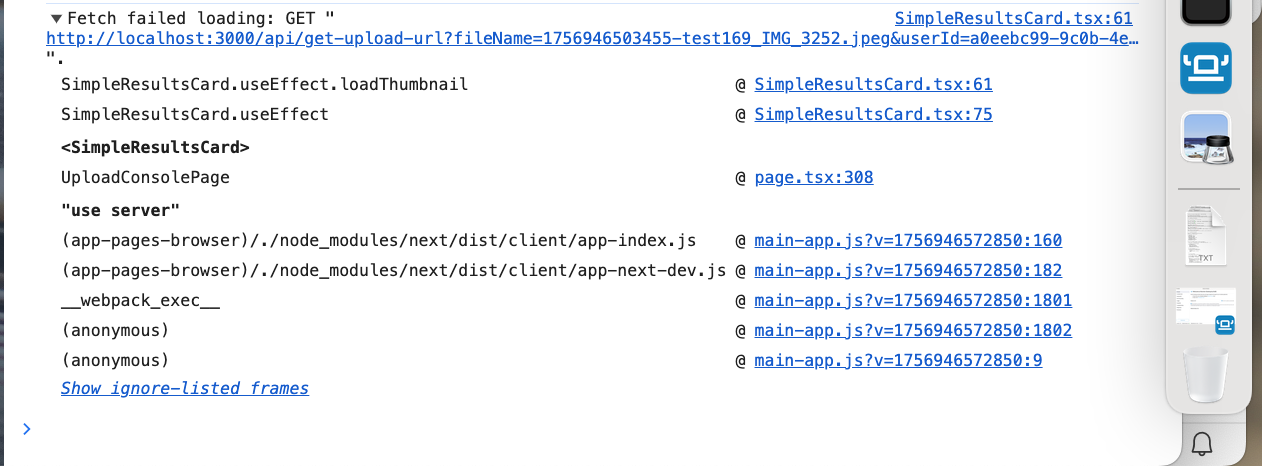 ▼Fetch failed loading: GET " SimpleResultsCard.tsx:61
http://localhost:3000/api/get-upload-url?fileName=1756946503455-test169_IMG_3252.jpeg&userId=a0eebc99-9c0b-4e…
".
SimpleResultsCard.useEffect.loadThumbnail @ SimpleResultsCard.tsx:61
SimpleResultsCard.useEffect @ SimpleResultsCard.tsx:75
<SimpleResultsCard>
UploadConsolePage @ page.tsx:308
"use server"
(app-pages-browser)/./node_modules/next/dist/client/app-index.js @ main-app.js?v=1756946572850:160
(app-pages-browser)/./node_modules/next/dist/client/app-next-dev.js @ main-app.js?v=1756946572850:182
__webpack_exec__ @ main-app.js?v=1756946572850:1801
(anonymous) @ main-app.js?v=1756946572850:1802
(anonymous) @ main-app.js?v=1756946572850:9
Show ignore-listed frames
TXT